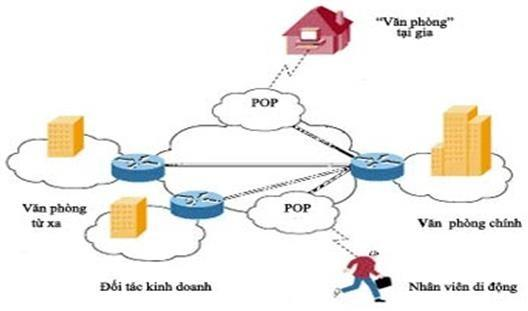 “Văn phòng”
tại gia
POP
Văn phòng
từ xa
POP
Văn phòng chính
Đối tác kinh doanh
Nhân viên di động